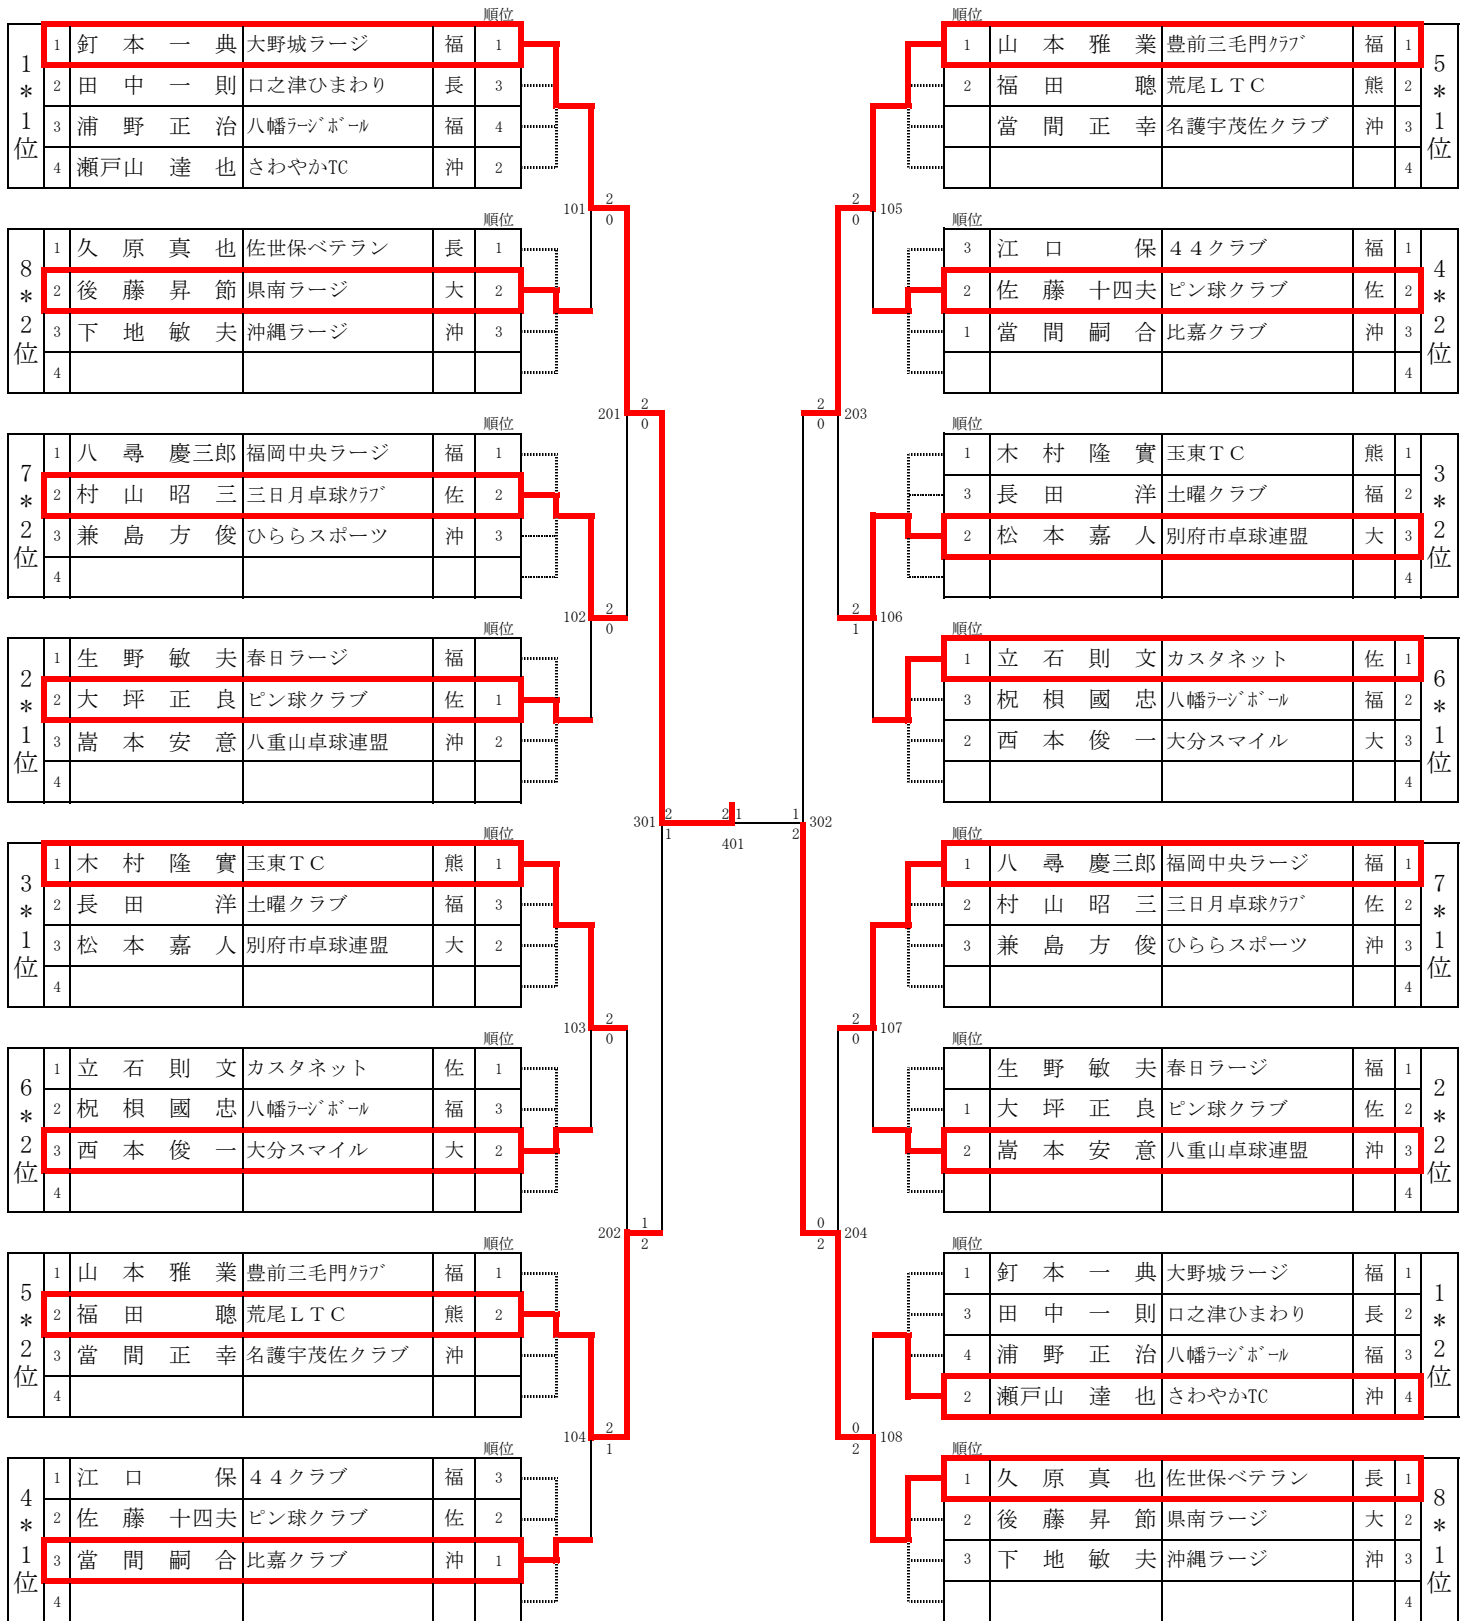 順位
1*1位
1 釘本一典 大野城ラージ 福 1
2 田中一則 口之津ひまわり 長 3
3 浦野正治 八幡ﾗｰｼﾞﾎﾞｰﾙ 福 4
4 瀬戸山達也 さわやかTC 沖 2
順位
8*2位
1 久原真也 佐世保ベテラン 長 1
2 後藤昇節 県南ラージ 大 2
3 下地敏夫 沖縄ラージ 沖 3
4
順位
7*2位
1 八尋慶三郎 福岡中央ラージ 福 1
2 村山昭三 三日月卓球ｸﾗﾌﾞ 佐 2
3 兼島方俊 ひららスポーツ 沖 3
4
順位
2*1位
1 生野敏夫 春日ラージ 福
2 大坪正良 ピン球クラブ 佐 1
3 嵩本安意 八重山卓球連盟 沖 2
4
順位
3*1位
1 木村隆實 玉東TC 熊 1
2 長田洋 土曜クラブ 福 3
3 松本嘉人 別府市卓球連盟 大 2
4
順位
6*2位
1 立石則文 カスタネット 佐 1
2 柷梖國忠 八幡ﾗｰｼﾞﾎﾞｰﾙ 福 3
3 西本俊一 大分スマイル 大 2
4
順位
5*2位
1 山本雅業 豊前三毛門ｸﾗﾌﾞ 福 1
2 福田聰 荒尾LTC 熊 2
3 當間正幸 名護宇茂佐クラブ 沖
4
順位
4*1位
1 江口保 44クラブ 福 3
2 佐藤十四夫 ピン球クラブ 佐 2
3 當間嗣合 比嘉クラブ 沖 1
4
101 2 0
201 2 0
102 2 0
301 2 1
103 2 0
202 1 2
104 2 1
2 1
401
2 0 105
2 0 203
2 1 106
1 2 302
2 0 107
0 2 204
0 2 108
順位
1 山本雅業 豊前三毛門ｸﾗﾌﾞ 福 1
2 福田聰 荒尾LTC 熊 2
當間正幸 名護宇茂佐クラブ 沖 3
4
5*1位
順位
3 江口保 44クラブ 福 1
2 佐藤十四夫 ピン球クラブ 佐 2
1 當間嗣合 比嘉クラブ 沖 3
4
4*2位
順位
1 木村隆實 玉東TC 熊 1
3 長田洋 土曜クラブ 福 2
2 松本嘉人 別府市卓球連盟 大 3
4
3*2位
順位
1 立石則文 カスタネット 佐 1
3 柷梖國忠 八幡ﾗｰｼﾞﾎﾞｰﾙ 福 2
2 西本俊一 大分スマイル 大 3
4
6*1位
順位
1 八尋慶三郎 福岡中央ラージ 福 1
2 村山昭三 三日月卓球ｸﾗﾌﾞ 佐 2
3 兼島方俊 ひららスポーツ 沖 3
4
7*1位
順位
生野敏夫 春日ラージ 福 1
1 大坪正良 ピン球クラブ 佐 2
2 嵩本安意 八重山卓球連盟 沖 3
4
2*2位
順位
1 釘本一典 大野城ラージ 福 1
3 田中一則 口之津ひまわり 長 2
4 浦野正治 八幡ﾗｰｼﾞﾎﾞｰﾙ 福 3
2 瀬戸山達也 さわやかTC 沖 4
1*2位
順位
1 久原真也 佐世保ベテラン 長 1
2 後藤昇節 県南ラージ 大 2
3 下地敏夫 沖縄ラージ 沖 3
4
8*1位